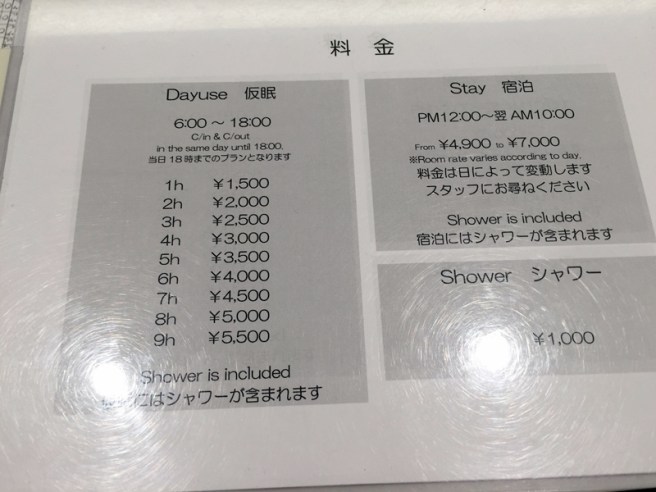 料 金
Dayuse 仮眠
6:00 ～ 18:00
C/in & C/out
in the same day until 18:00.
当日18時までのプランとなります
1h ¥1,500
2h ¥2,000
3h ¥2,500
4h ¥3,000
5h ¥3,500
6h ¥4,000
7h ¥4,500
8h ¥5,000
9h ¥5,500
Shower is included
にはシャワーが含まれます
Stay 宿泊
PM12:00～翌 AM10:00
From ¥4,900 to ¥7,000
※Room rate varies according to day.
料金は日によって変動します
スタッフにお尋ねください
Shower is included
宿泊にはシャワーが含まれます
Shower シャワー
¥1,000